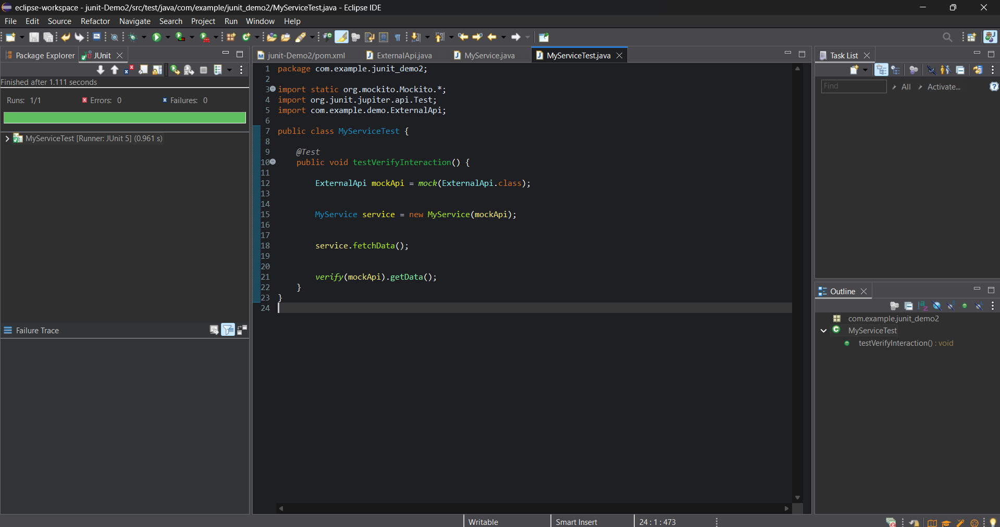 eclipse-workspace - junit-Demo2/src/test/java/com/example/junit_demo2/MyServiceTest.java - Eclipse IDE
File Edit Source Refactor Navigate Search Project Run Window Help
Package Explorer JUnit
Finished after 1.111 seconds
Runs: 1/1 Errors: 0 Failures: 0
MyServiceTest [Runner: JUnit 5] (0.961 s)
Failure Trace
junit-Demo2/pom.xml ExternalApi.java MyService.java MyServiceTest.java
1 package com.example.junit_demo2;
2
3 import static org.mockito.Mockito.*;
4 import org.junit.jupiter.api.Test;
5 import com.example.demo.ExternalApi;
6
7 public class MyServiceTest {
8
9 @Test
10 public void testVerifyInteraction() {
11
12 ExternalApi mockApi = mock(ExternalApi.class);
13
14
15 MyService service = new MyService(mockApi);
16
17
18 service.fetchData();
19
20
21 verify(mockApi).getData();
22 }
23 }
24
Task List
Find All Activate...
Outline
com.example.junit_demo2
MyServiceTest
testVerifyInteraction() : void
Writable Smart Insert 24 : 1 : 473